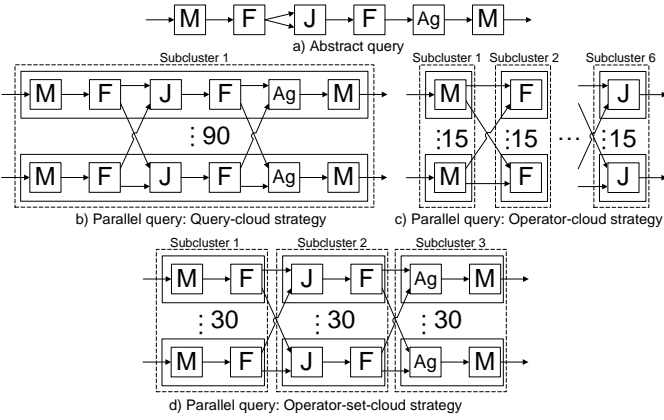 M F J F Ag M
a) Abstract query
Subcluster 1
M F J F Ag M
⋮90
M F J F Ag M
b) Parallel query: Query-cloud strategy
Subcluster 1 Subcluster 2 Subcluster 6
M F J
⋮15 ⋮15 ... ⋮15
M F J
c) Parallel query: Operator-cloud strategy
Subcluster 1 Subcluster 2 Subcluster 3
M F J F Ag M
⋮30 ⋮30 ⋮30
M F J F Ag M
d) Parallel query: Operator-set-cloud strategy